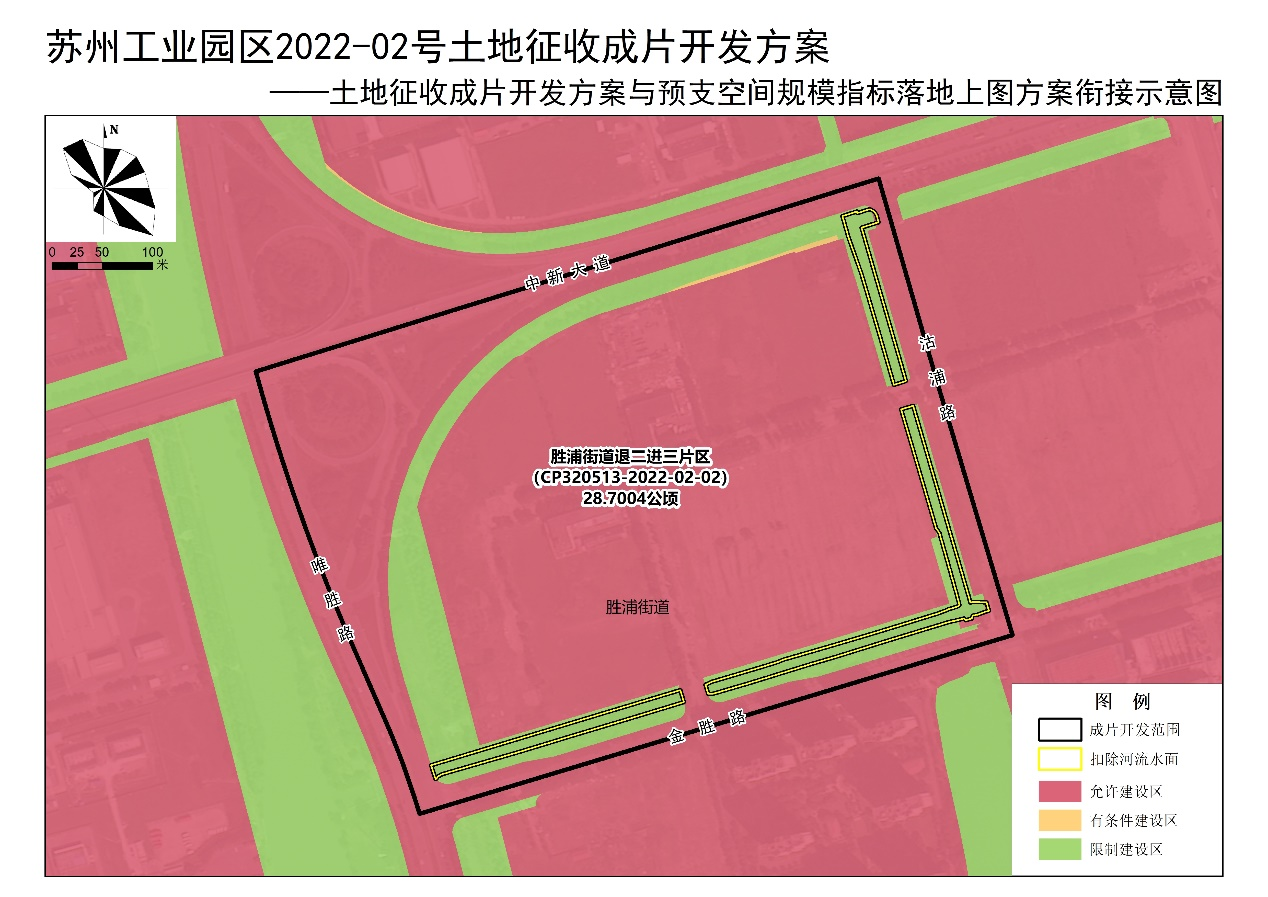 苏州工业园区2022-02号土地征收成片开发方案
——土地征收成片开发方案与预支空间规模指标落地上图方案衔接示意图
N
0 25 50 100
米
中新大道
沽浦路
胜浦街道退二进三片区
(CP320513-2022-02-02)
28.7004公顷
唯胜路
胜浦街道
金胜路
图 例
成片开发范围
扣除河流水面
允许建设区
有条件建设区
限制建设区